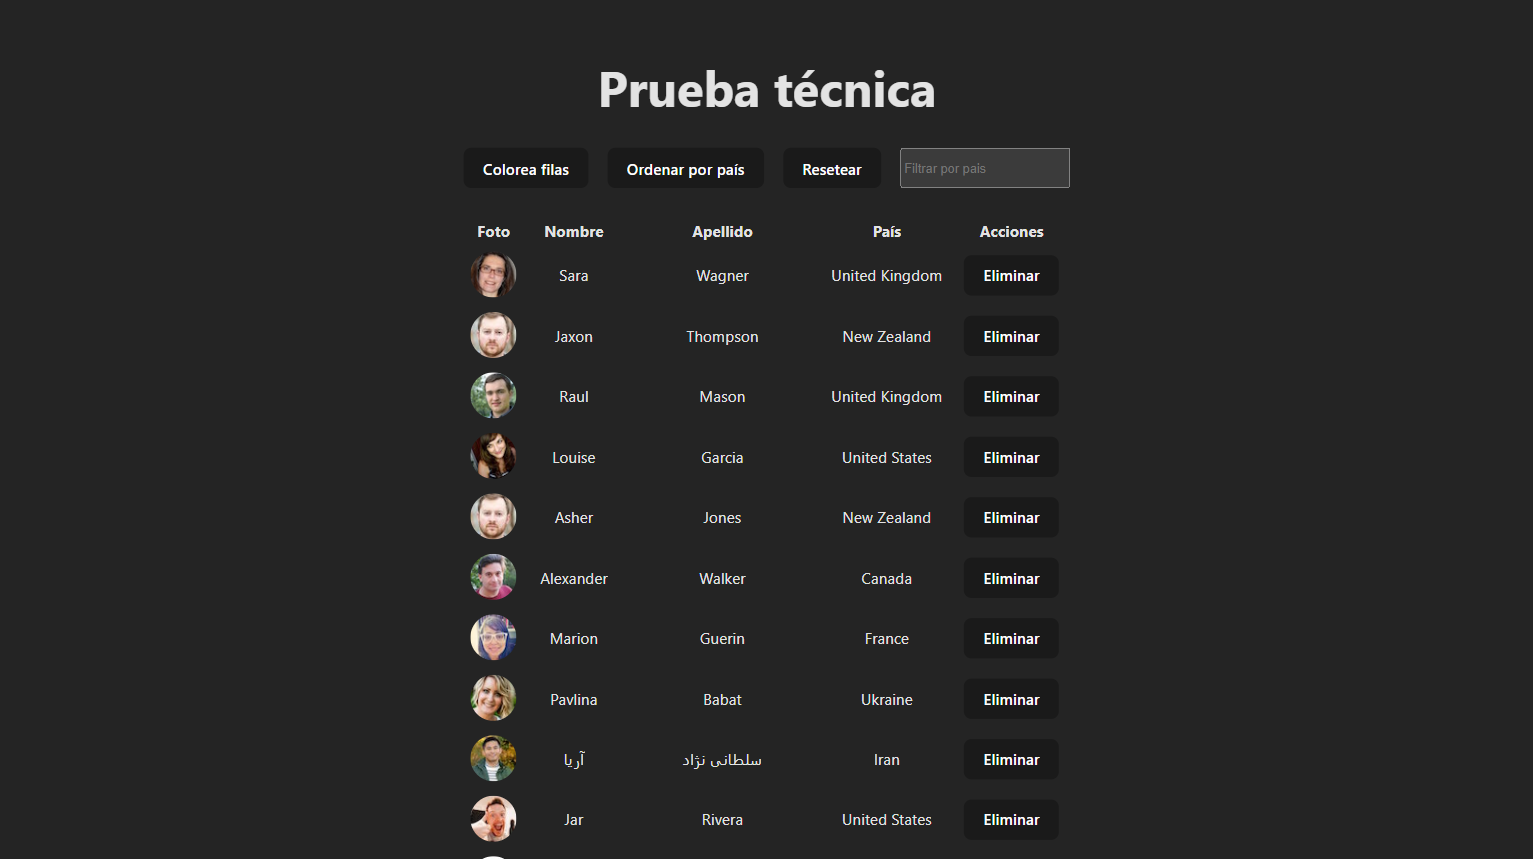 Prueba técnica
Colorea filas Ordenar por país Resetear Filtrar por pais
Foto Nombre Apellido País Acciones
Sara Wagner United Kingdom Eliminar
Jaxon Thompson New Zealand Eliminar
Raul Mason United Kingdom Eliminar
Louise Garcia United States Eliminar
Asher Jones New Zealand Eliminar
Alexander Walker Canada Eliminar
Marion Guerin France Eliminar
Pavlina Babat Ukraine Eliminar
آریا سلطانی نژاد Iran Eliminar
Jar Rivera United States Eliminar